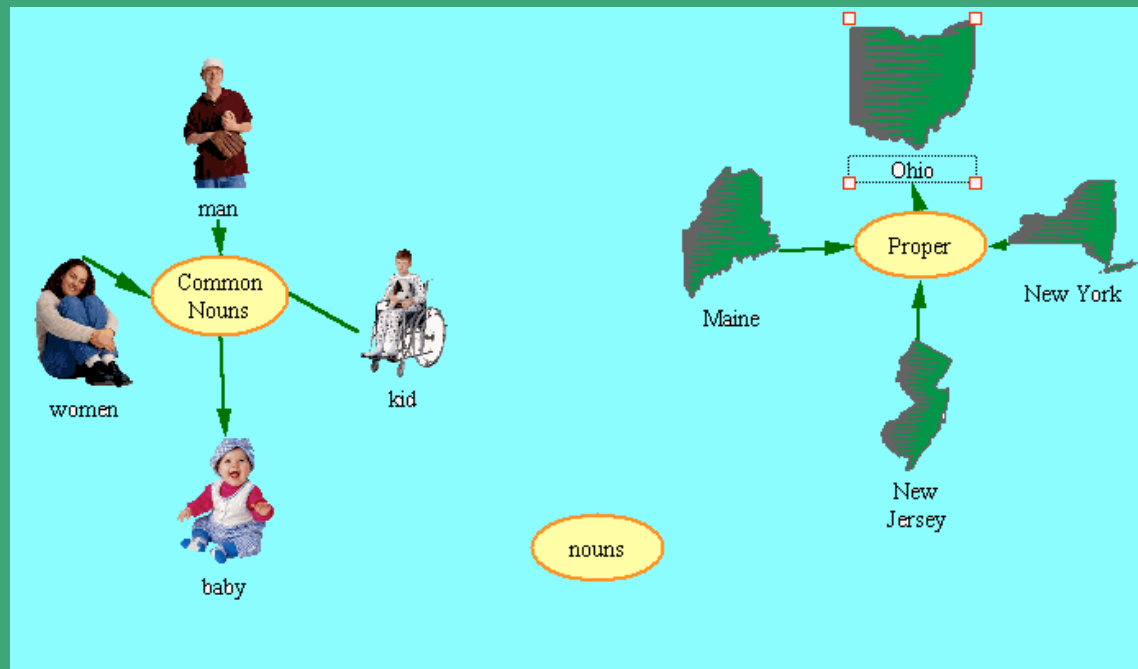 man
Common
Nouns
women
kid
baby
Ohio
Proper
Maine
New York
New
Jersey
nouns